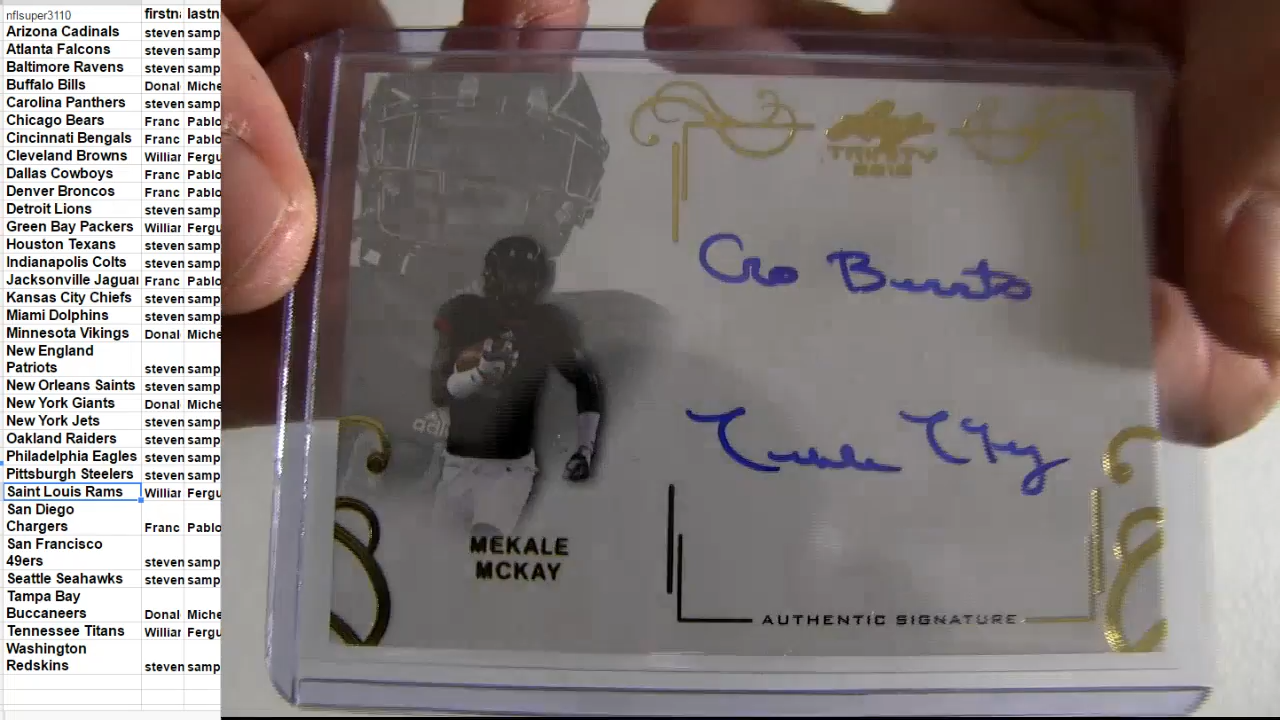 nflsuper3110 firstn lastn
Arizona Cadinals steven samp
Atlanta Falcons steven samp
Baltimore Ravens steven samp
Buffalo Bills Donal Miche
Carolina Panthers steven samp
Chicago Bears Franc Pablo
Cincinnati Bengals Franc Pablo
Cleveland Browns Willian Fergu
Dallas Cowboys Franc Pablo
Denver Broncos Franc Pablo
Detroit Lions steven samp
Green Bay Packers Willian Fergu
Houston Texans steven samp
Indianapolis Colts steven samp
Jacksonville Jaguar Franc Pablo
Kansas City Chiefs steven samp
Miami Dolphins steven samp
Minnesota Vikings Donal Miche
New England
Patriots steven samp
New Orleans Saints steven samp
New York Giants Donal Miche
New York Jets steven samp
Oakland Raiders steven samp
Philadelphia Eagles steven samp
Pittsburgh Steelers steven samp
Saint Louis Rams Willian Fergu
San Diego
Chargers Franc Pablo
San Francisco
49ers steven samp
Seattle Seahawks steven samp
Tampa Bay
Buccaneers Donal Miche
Tennessee Titans Willian Fergu
Washington
Redskins steven samp
TRINITY
2015
MEKALE
MCKAY
AUTHENTIC SIGNATURE